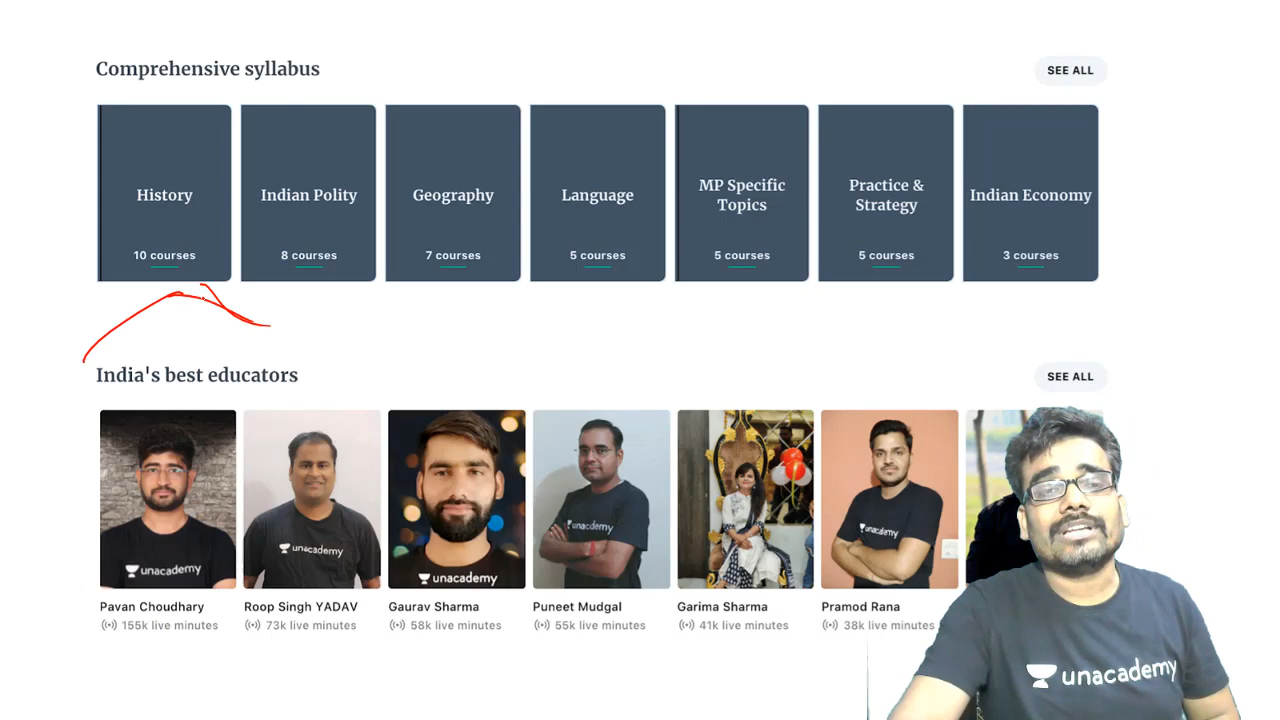 Comprehensive syllabus
SEE ALL
History
Indian Polity
Geography
Language
MP Specific
Topics
Practice &
Strategy
Indian Economy
10 courses
8 courses
7 courses
5 courses
5 courses
5 courses
3 courses
India's best educators
SEE ALL
unacademy
unacademy
unacademy
unacademy
unacademy
Pavan Choudhary
Roop Singh YADAV
Gaurav Sharma
Puneet Mudgal
Garima Sharma
Pramod Rana
155k live minutes
73k live minutes
58k live minutes
55k live minutes
41k live minutes
38k live minutes
unacademy